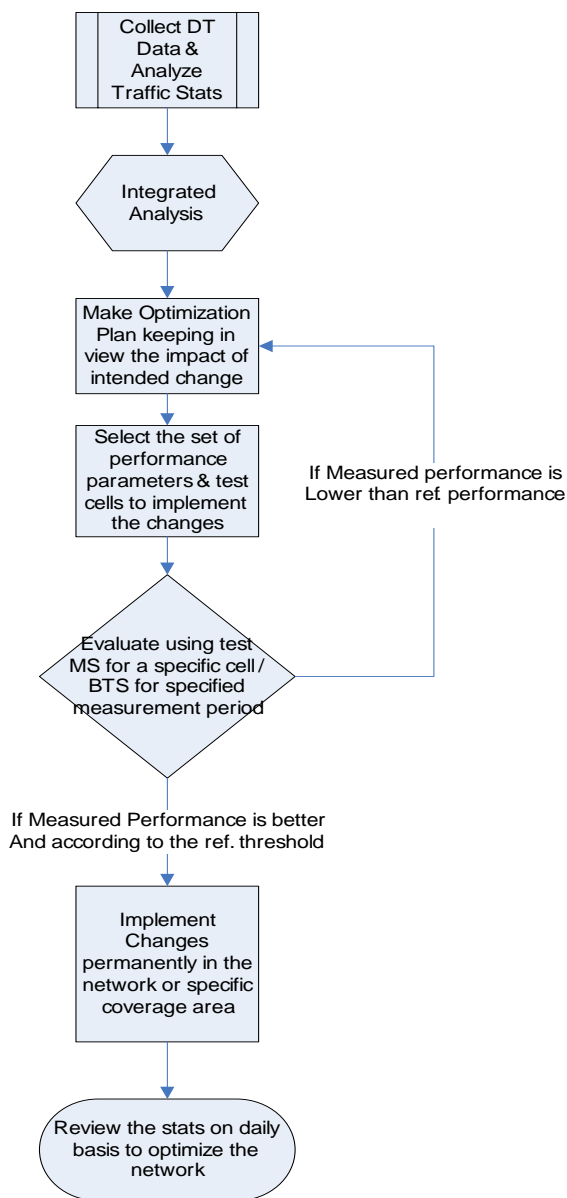 Collect DT
Data &
Analyze
Traffic Stats
Integrated
Analysis
Make Optimization
Plan keeping in
view the impact of
intended change
Select the set of
performance
parameters & test
cells to implement
the changes
If Measured performance is
Lower than ref. performance
Evaluate using test
MS for a specific cell /
BTS for specified
measurement period
If Measured Performance is better
And according to the ref. threshold
Implement
Changes
permanently in the
network or specific
coverage area
Review the stats on daily
basis to optimize the
network